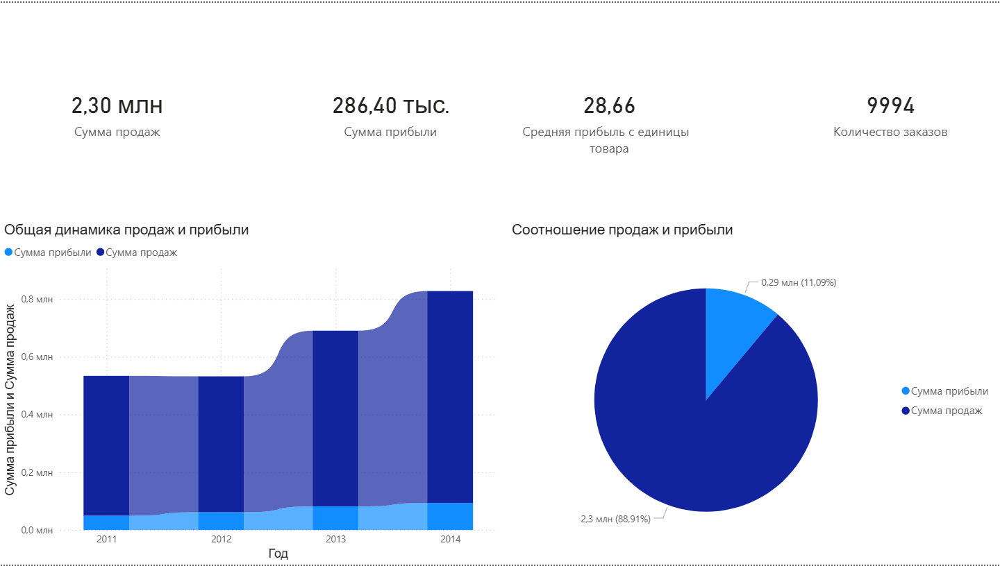 2,30 млн
Сумма продаж
286,40 тыс.
Сумма прибыли
28,66
Средняя прибыль с единицы
товара
9994
Количество заказов
Общая динамика продаж и прибыли
Сумма прибыли Сумма продаж
Сумма прибыли и Сумма продаж
0,8 млн
0,6 млн
0,4 млн
0,2 млн
0,0 млн
2011 2012 2013 2014
Год
Соотношение продаж и прибыли
0,29 млн (11,09%)
2,3 млн (88,91%)
Сумма прибыли
Сумма продаж